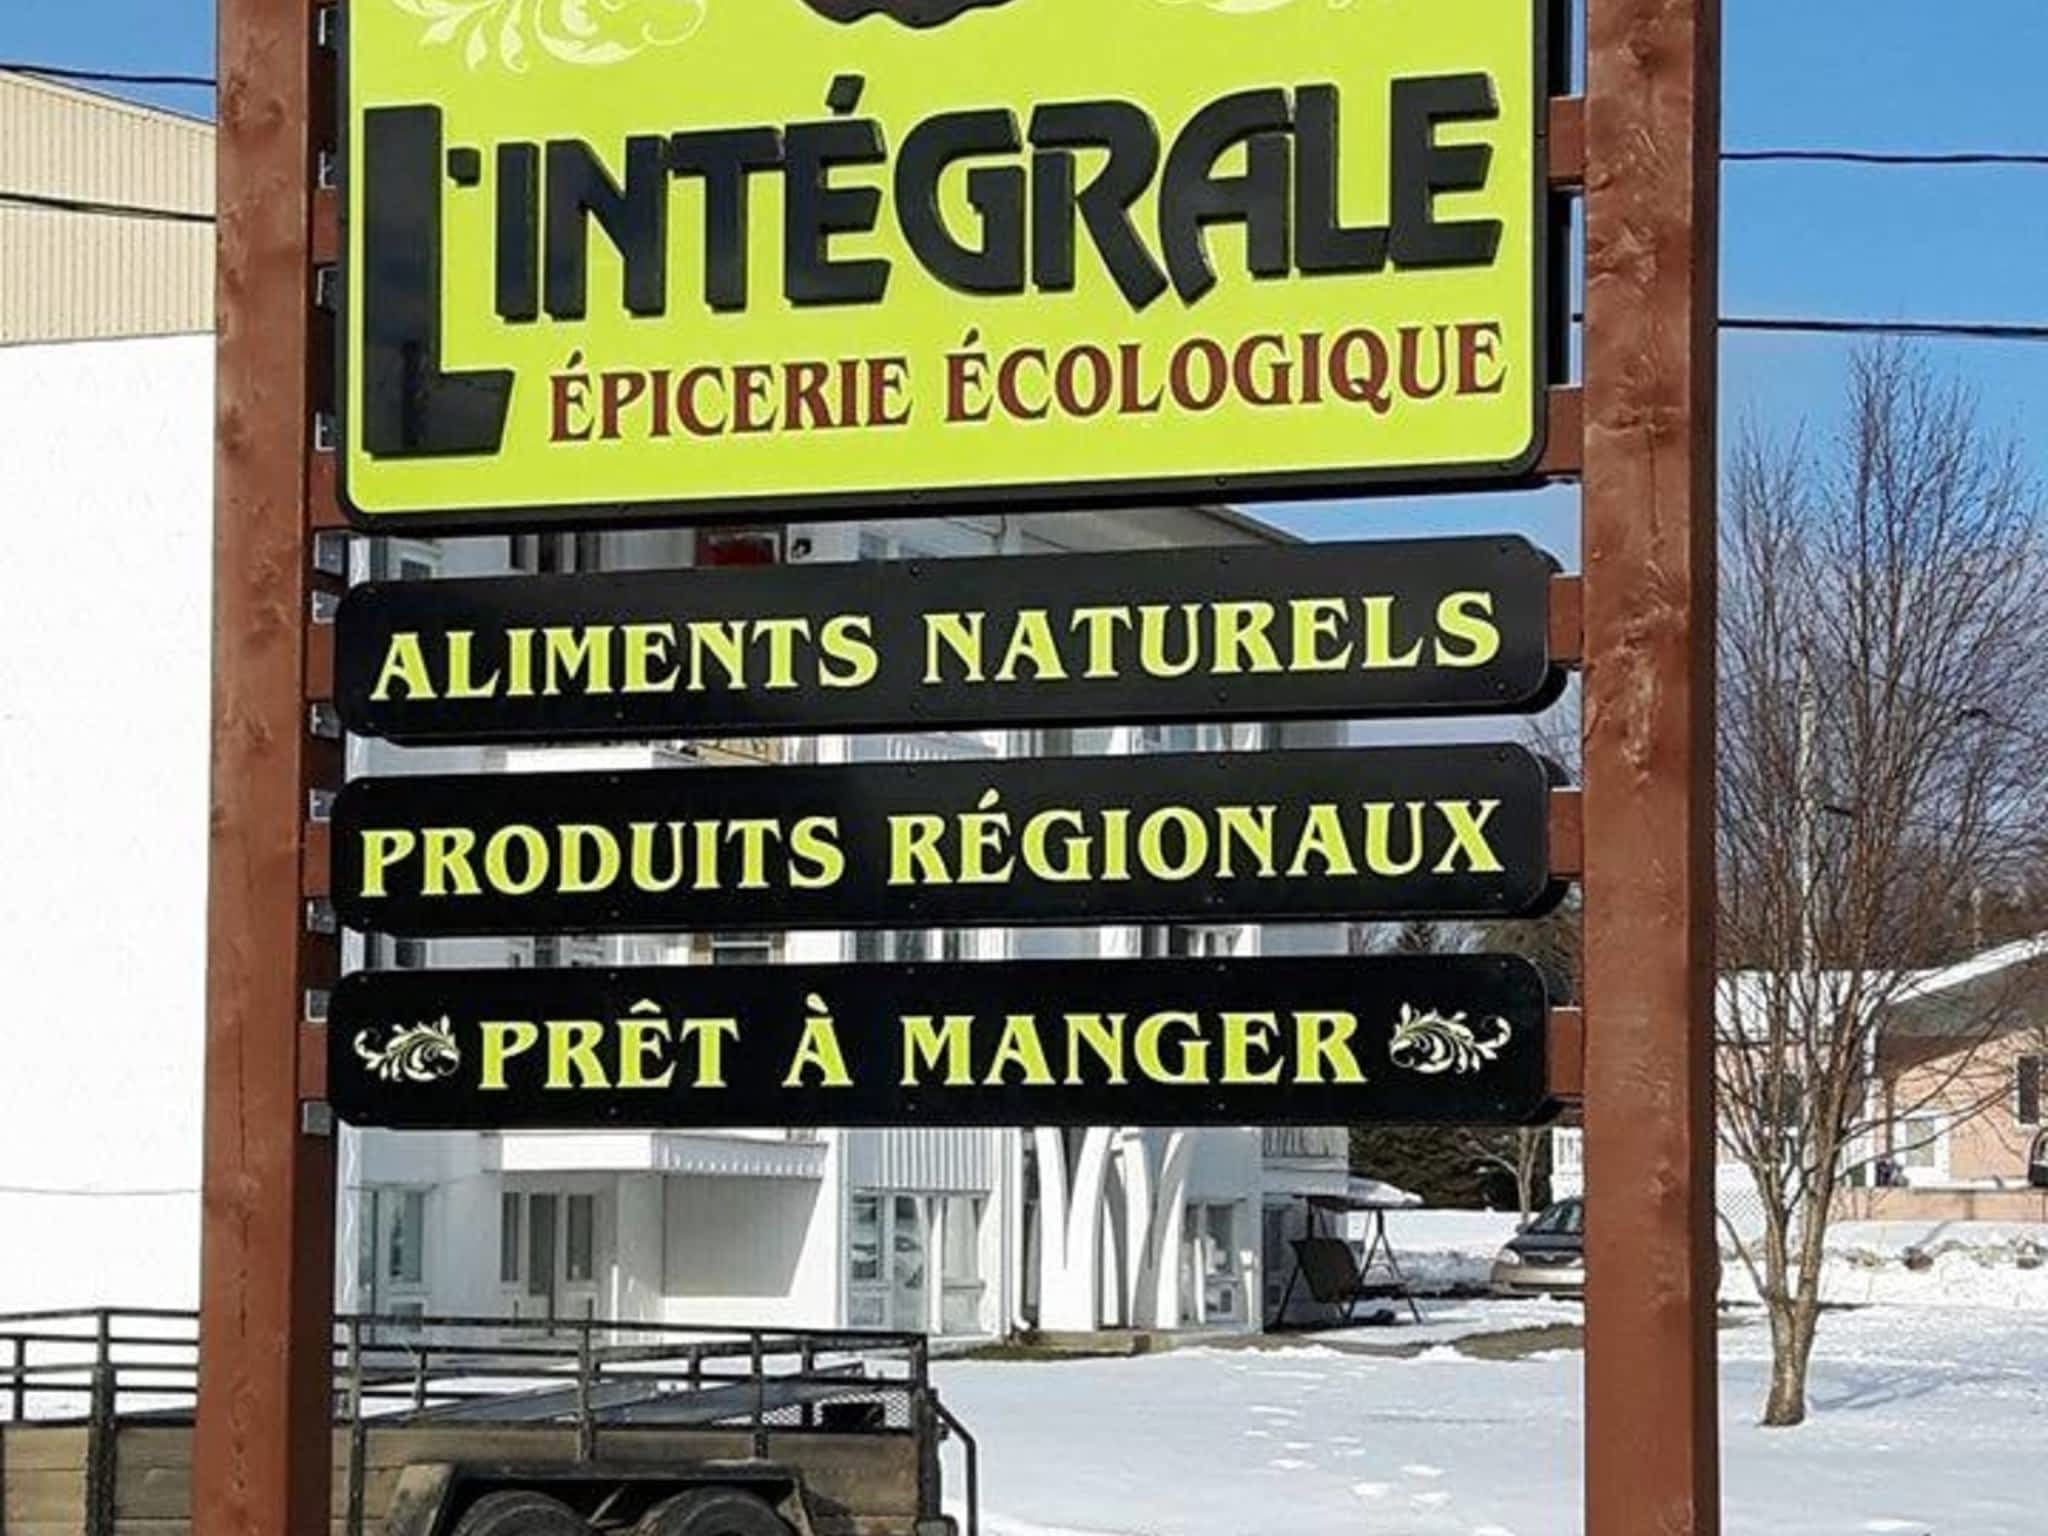 L'INTÉGRALE
ÉPICERIE ÉCOLOGIQUE
ALIMENTS NATURELS
PRODUITS RÉGIONAUX
PRÊT À MANGER